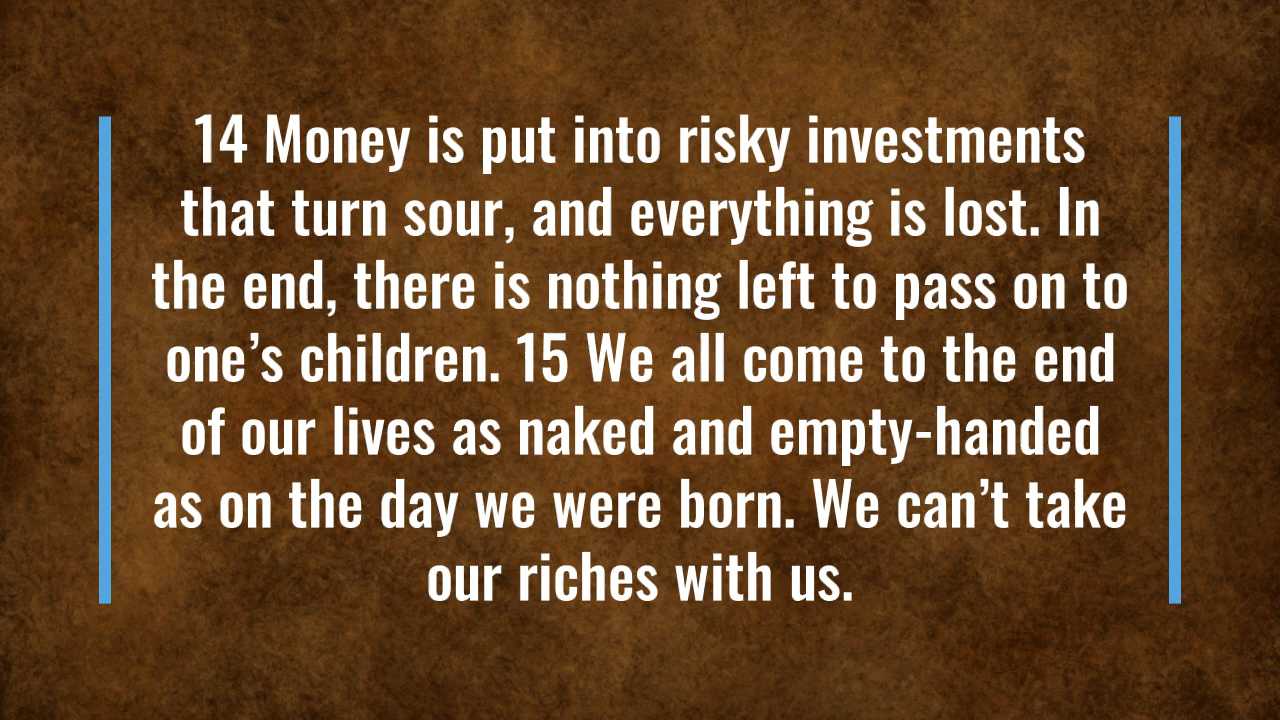 14 Money is put into risky investments
that turn sour, and everything is lost. In
the end, there is nothing left to pass on to
one’s children. 15 We all come to the end
of our lives as naked and empty-handed
as on the day we were born. We can’t take
our riches with us.